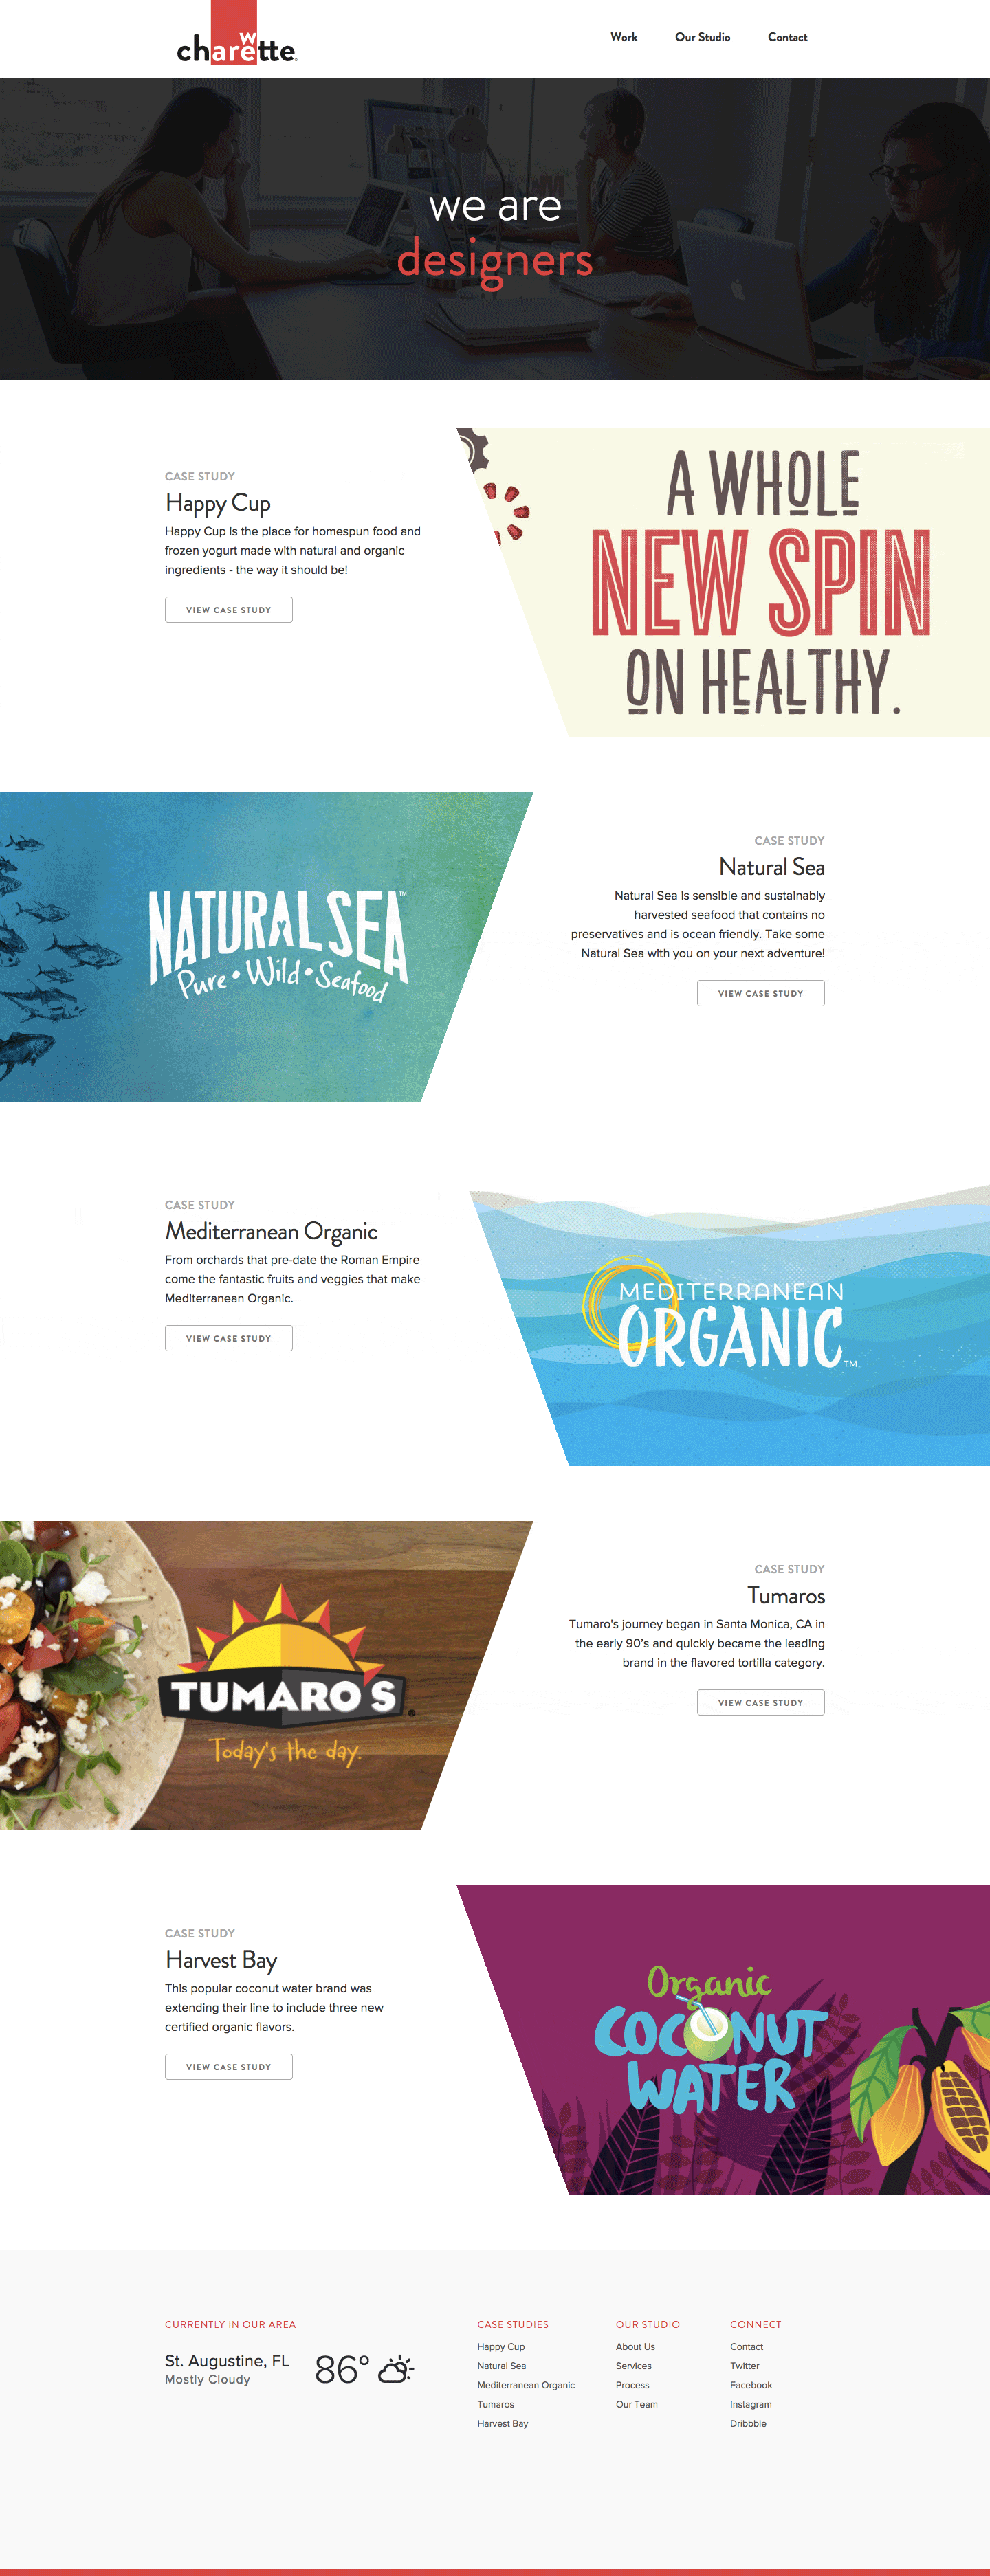 charette
w
Work Our Studio Contact
we are
designers
CASE STUDY
Happy Cup
Happy Cup is the place for homespun food and
frozen yogurt made with natural and organic
ingredients - the way it should be!
VIEW CASE STUDY
A WHOLE
NEW SPIN
ON HEALTHY.
NATURAL SEA™
Pure • Wild • Seafood
CASE STUDY
Natural Sea
Natural Sea is sensible and sustainably
harvested seafood that contains no
preservatives and is ocean friendly. Take some
Natural Sea with you on your next adventure!
VIEW CASE STUDY
CASE STUDY
Mediterranean Organic
From orchards that pre-date the Roman Empire
come the fantastic fruits and veggies that make
Mediterranean Organic.
VIEW CASE STUDY
MEDITERRANEAN
ORGANIC™
TUMARO'S®
Today's the day.
CASE STUDY
Tumaros
Tumaro's journey began in Santa Monica, CA in
the early 90's and quickly became the leading
brand in the flavored tortilla category.
VIEW CASE STUDY
CASE STUDY
Harvest Bay
This popular coconut water brand was
extending their line to include three new
certified organic flavors.
VIEW CASE STUDY
Organic
COCONUT
WATER
CURRENTLY IN OUR AREA
St. Augustine, FL
Mostly Cloudy
86°
CASE STUDIES
Happy Cup
Natural Sea
Mediterranean Organic
Tumaros
Harvest Bay
OUR STUDIO
About Us
Services
Process
Our Team
CONNECT
Contact
Twitter
Facebook
Instagram
Dribbble